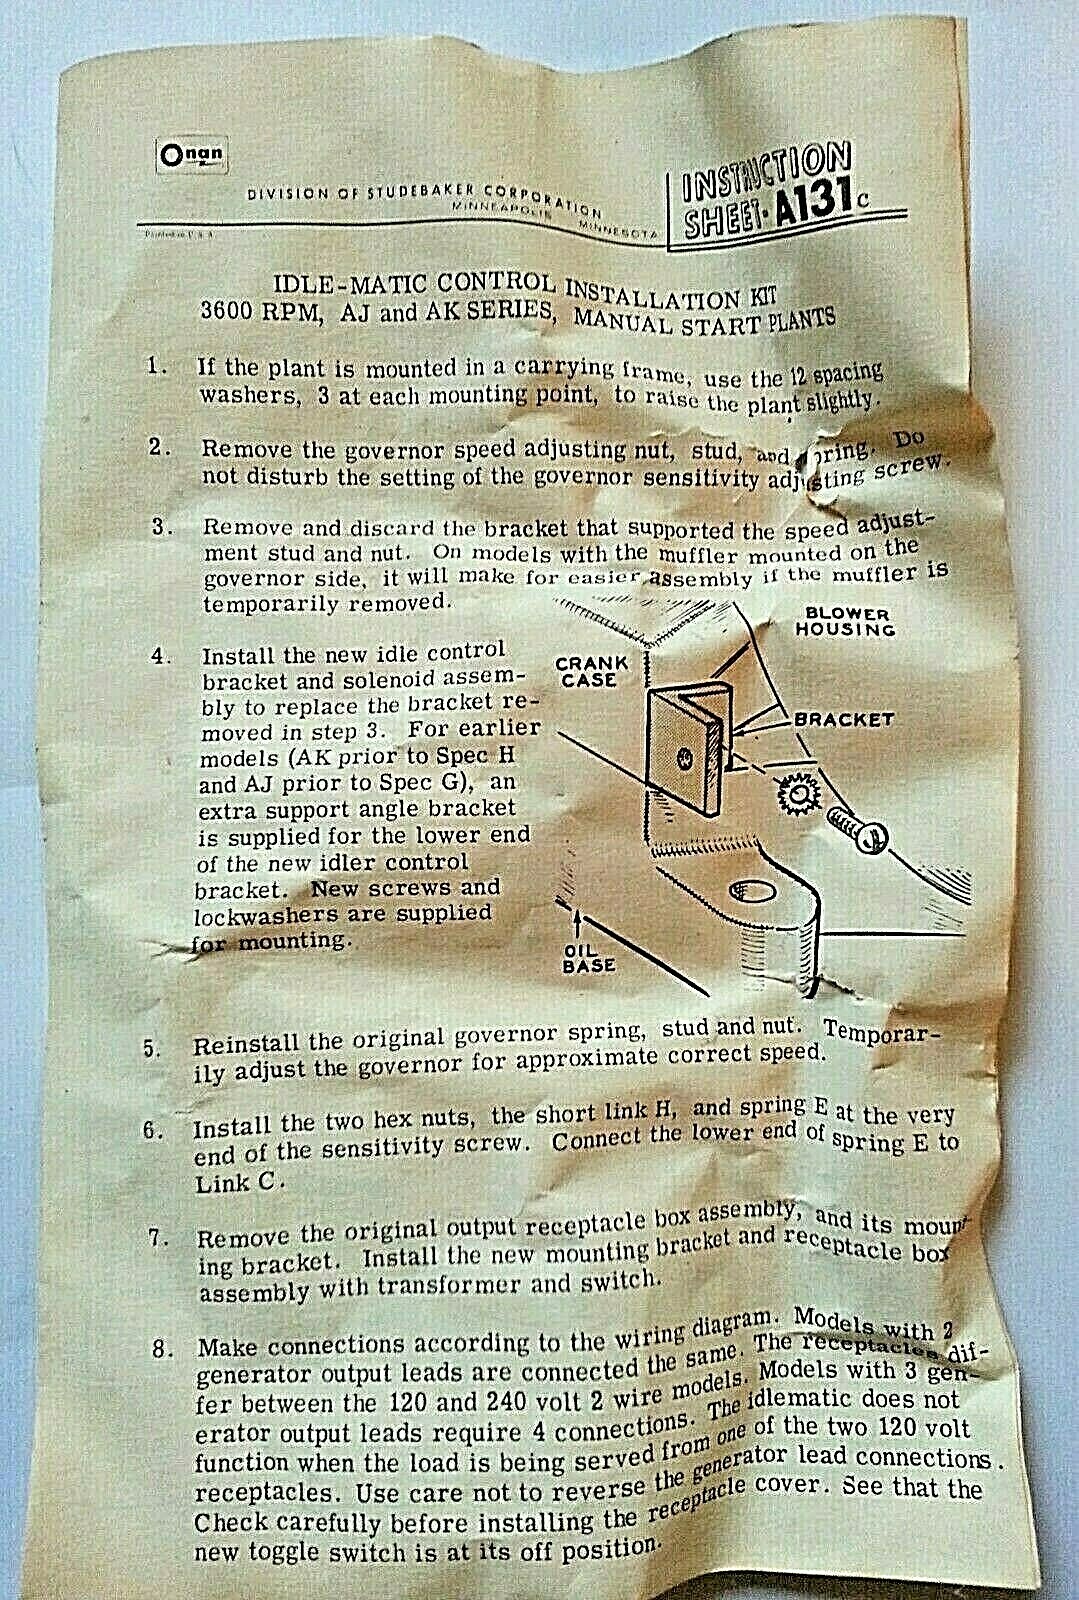 Onan
DIVISION OF STUDEBAKER CORPORATION
MINNEAPOLIS MINNESOTA
INSTRUCTION
SHEET· A131c
Printed in U.S.A.
IDLE-MATIC CONTROL INSTALLATION KIT
3600 RPM, AJ and AK SERIES, MANUAL START PLANTS
1. If the plant is mounted in a carrying frame, use the 12 spacing
washers, 3 at each mounting point, to raise the plant slightly.
2. Remove the governor speed adjusting nut, stud, and pring. Do
not disturb the setting of the governor sensitivity adjusting screw.
3. Remove and discard the bracket that supported the speed adjust-
ment stud and nut. On models with the muffler mounted on the
governor side, it will make for easier assembly if the muffler is
temporarily removed.
4. Install the new idle control
bracket and solenoid assem-
bly to replace the bracket re-
moved in step 3. For earlier
models (AK prior to Spec H
and AJ prior to Spec G), an
extra support angle bracket
is supplied for the lower end
of the new idler control
bracket. New screws and
lockwashers are supplied
for mounting.
BLOWER
HOUSING
CRANK
CASE
BRACKET
OIL
BASE
5. Reinstall the original governor spring, stud and nut. Temporar-
ily adjust the governor for approximate correct speed.
6. Install the two hex nuts, the short link H, and spring E at the very
end of the sensitivity screw. Connect the lower end of spring E to
Link C.
7. Remove the original output receptacle box assembly, and its mount
ing bracket. Install the new mounting bracket and receptacle box
assembly with transformer and switch.
8. Make connections according to the wiring diagram. Models with 2
generator output leads are connected the same. The receptacles dif-
fer between the 120 and 240 volt 2 wire models. Models with 3 gen-
erator output leads require 4 connections. The idlematic does not
function when the load is being served from one of the two 120 volt
receptacles. Use care not to reverse the generator lead connections.
Check carefully before installing the receptacle cover. See that the
new toggle switch is at its off position.